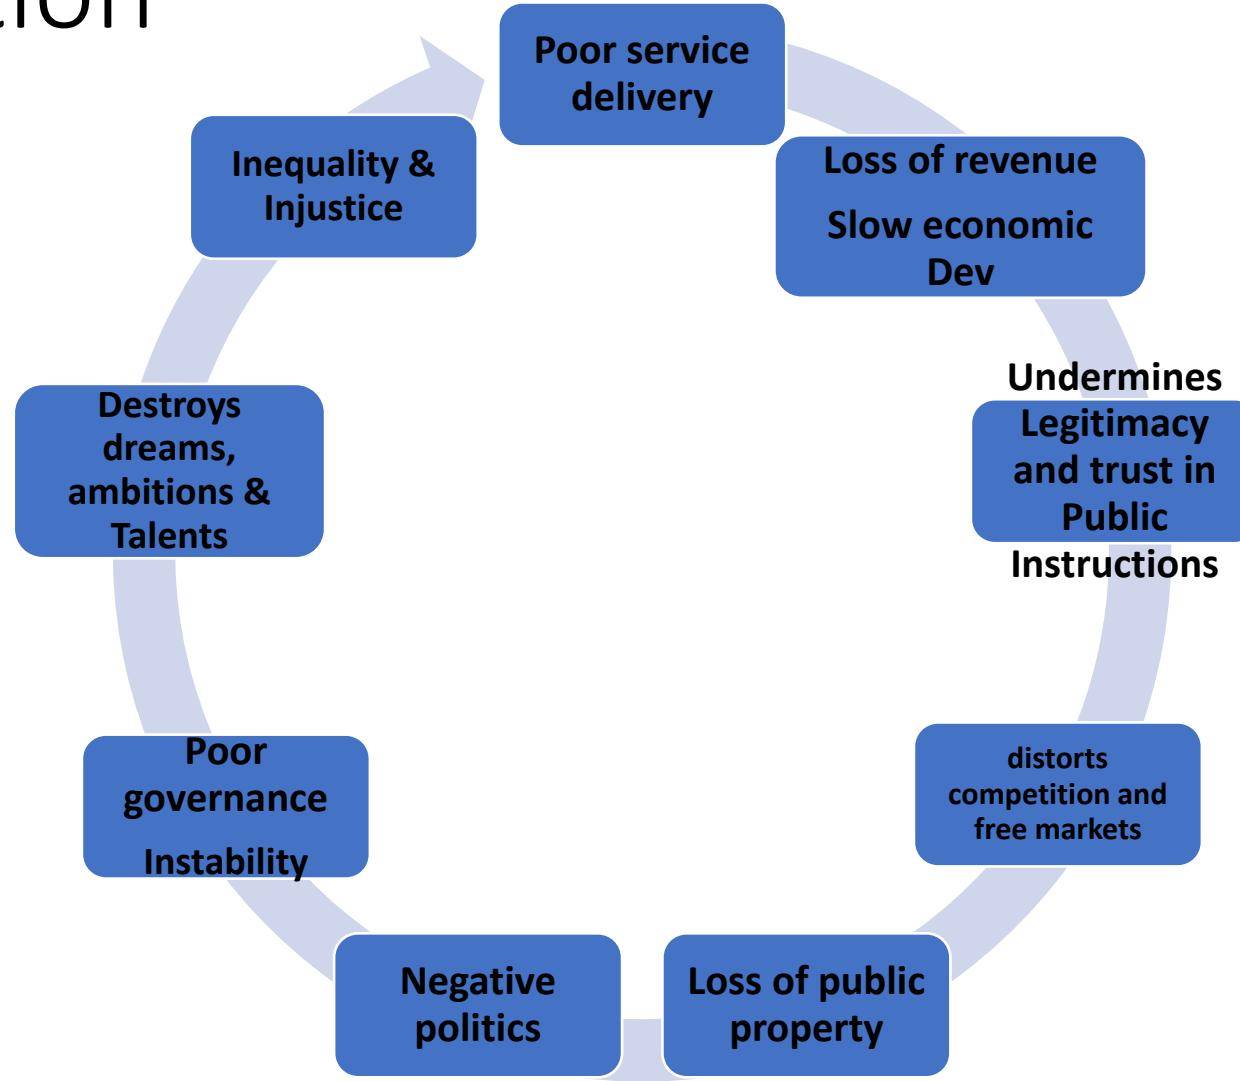 Poor service
delivery
Loss of revenue
Slow economic
Dev
Undermines
Legitimacy
and trust in
Public
Instructions
distorts
competition and
free markets
Loss of public
property
Negative
politics
Poor
governance
Instability
Destroys
dreams,
ambitions &
Talents
Inequality &
Injustice